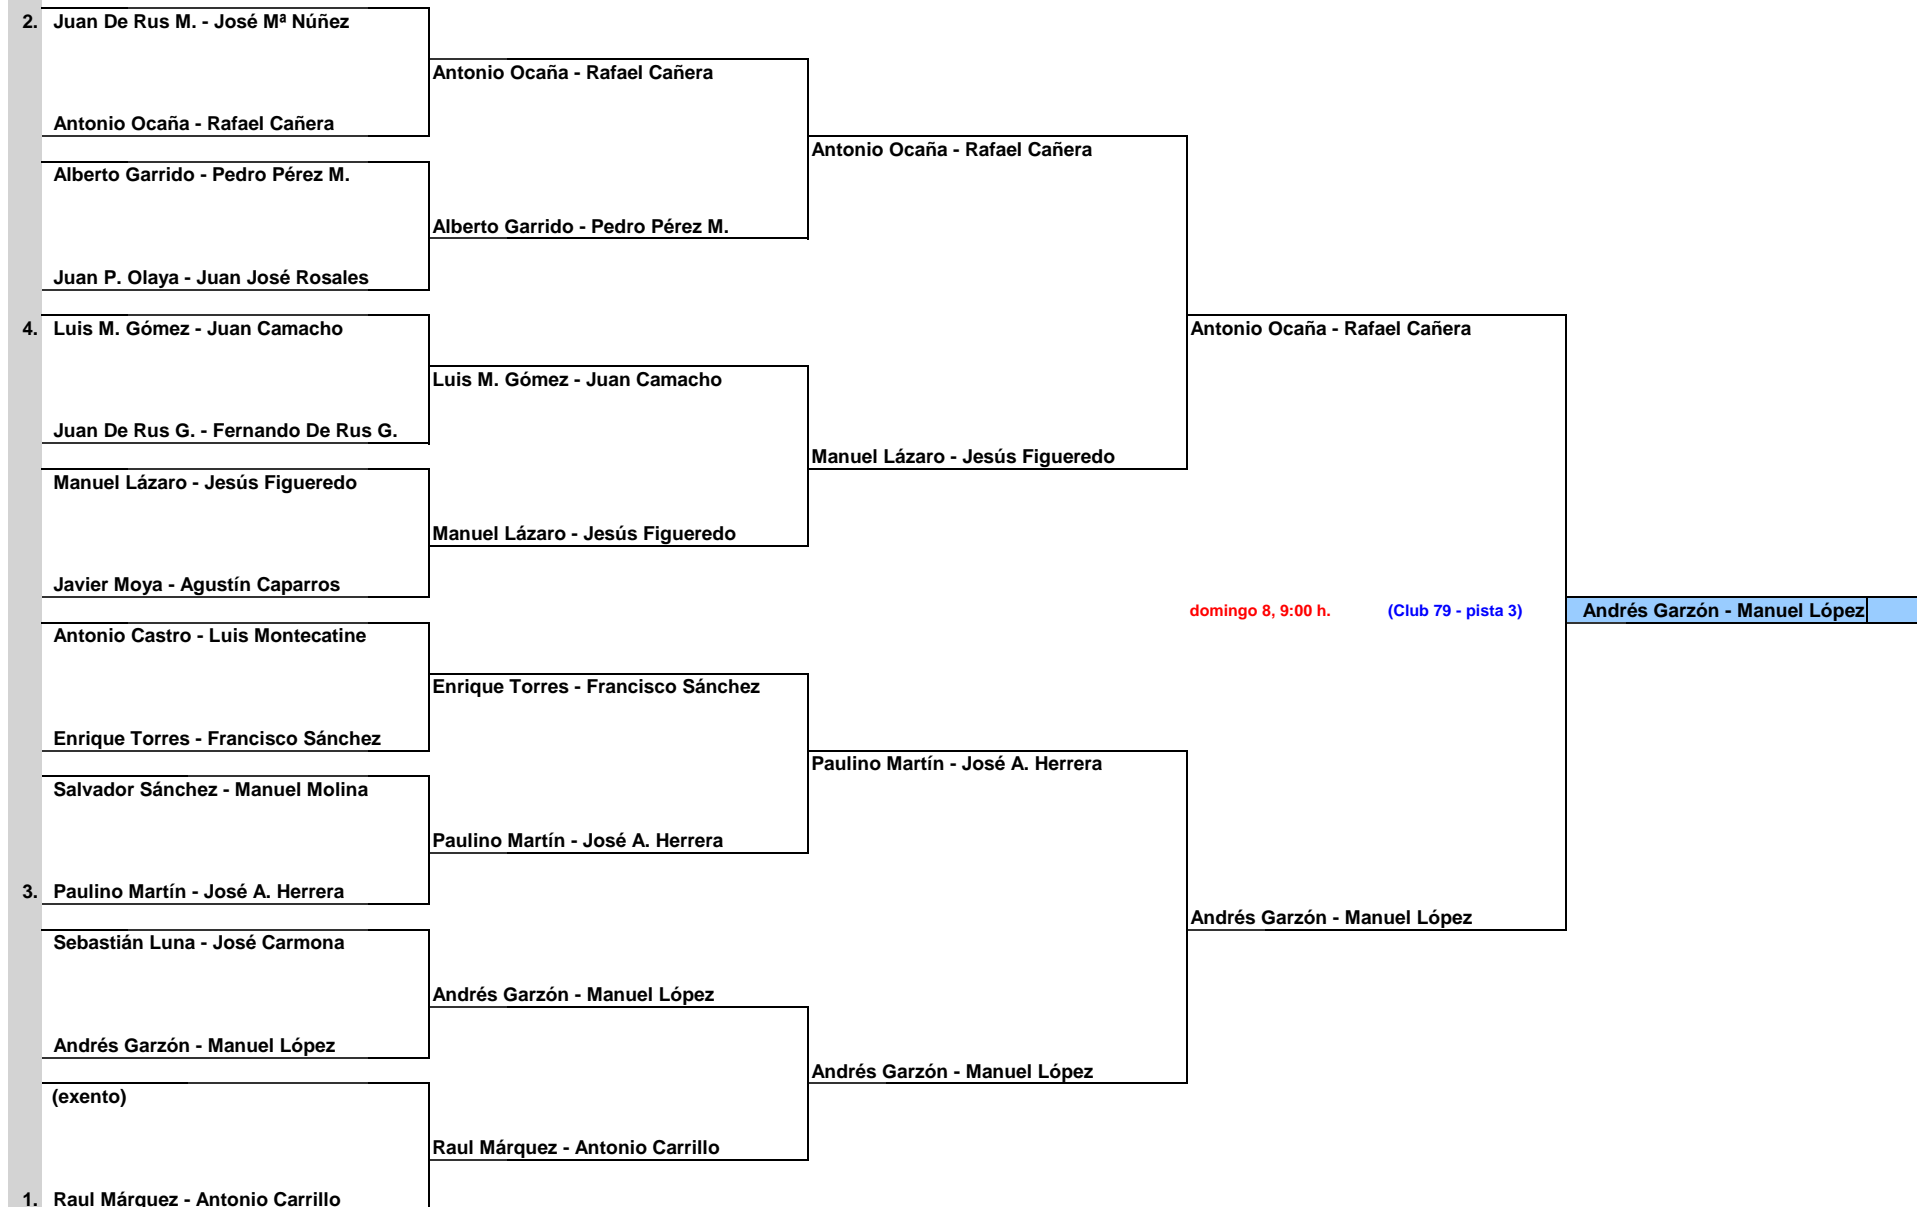 2. Juan De Rus M. - José Mª Núñez
Antonio Ocaña - Rafael Cañera
Antonio Ocaña - Rafael Cañera
Antonio Ocaña - Rafael Cañera
Alberto Garrido - Pedro Pérez M.
Alberto Garrido - Pedro Pérez M.
Juan P. Olaya - Juan José Rosales
4. Luis M. Gómez - Juan Camacho
Antonio Ocaña - Rafael Cañera
Luis M. Gómez - Juan Camacho
Juan De Rus G. - Fernando De Rus G.
Manuel Lázaro - Jesús Figueredo
Manuel Lázaro - Jesús Figueredo
Manuel Lázaro - Jesús Figueredo
Javier Moya - Agustín Caparros
domingo 8, 9:00 h. (Club 79 - pista 3)
Andrés Garzón - Manuel López
Antonio Castro - Luis Montecatine
Enrique Torres - Francisco Sánchez
Enrique Torres - Francisco Sánchez
Paulino Martín - José A. Herrera
Salvador Sánchez - Manuel Molina
Paulino Martín - José A. Herrera
3. Paulino Martín - José A. Herrera
Andrés Garzón - Manuel López
Sebastián Luna - José Carmona
Andrés Garzón - Manuel López
Andrés Garzón - Manuel López
Andrés Garzón - Manuel López
(exento)
Raul Márquez - Antonio Carrillo
1. Raul Márquez - Antonio Carrillo